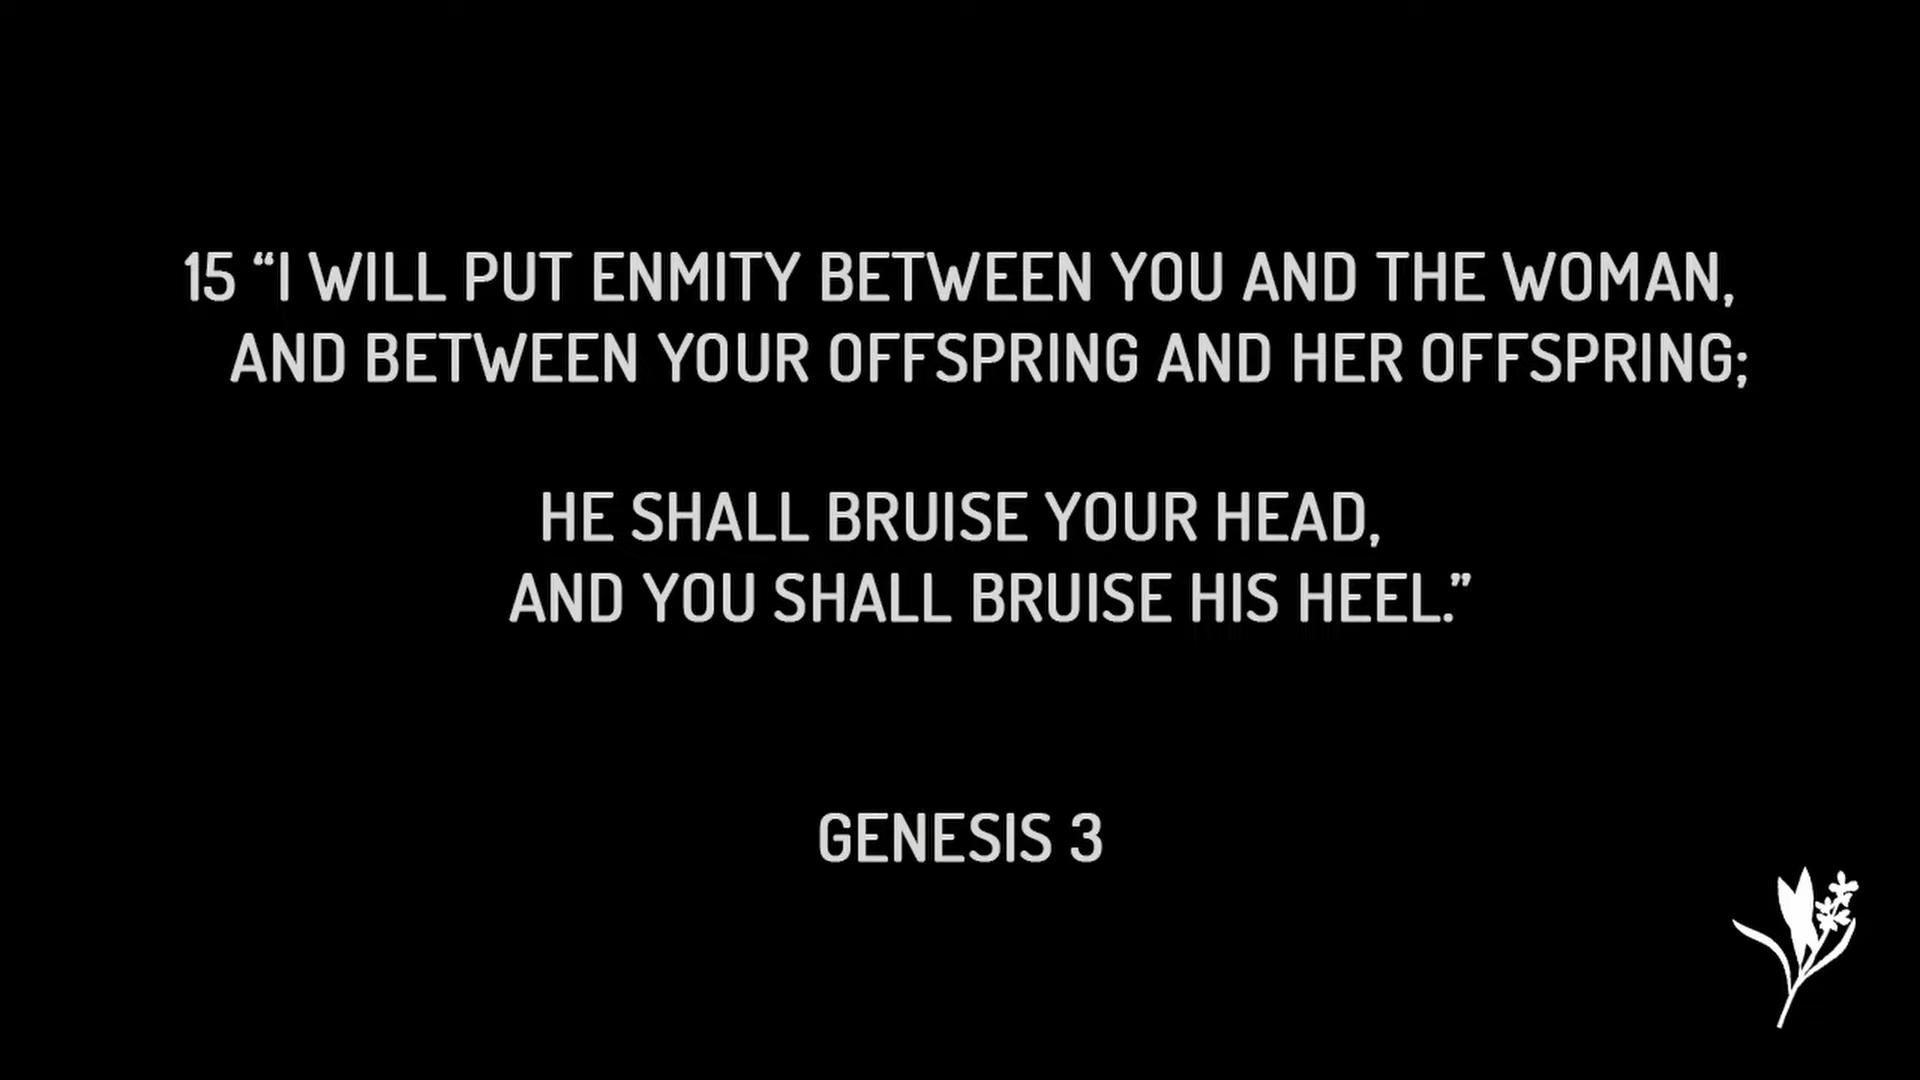 15 “I WILL PUT ENMITY BETWEEN YOU AND THE WOMAN,
AND BETWEEN YOUR OFFSPRING AND HER OFFSPRING;
HE SHALL BRUISE YOUR HEAD,
AND YOU SHALL BRUISE HIS HEEL.”
GENESIS 3